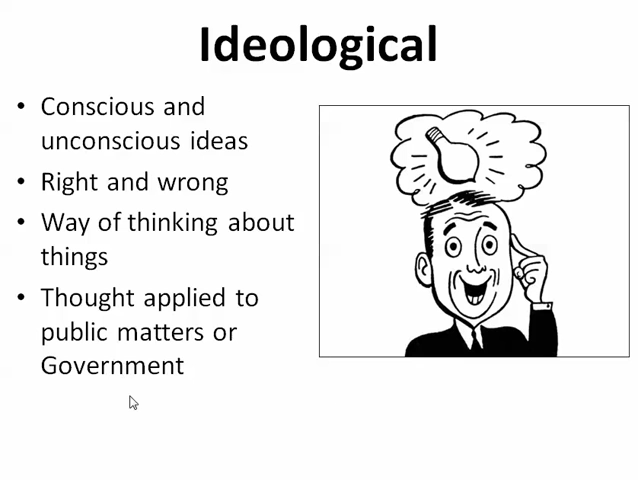 Ideological
• Conscious and
unconscious ideas
• Right and wrong
• Way of thinking about
things
• Thought applied to
public matters or
Government